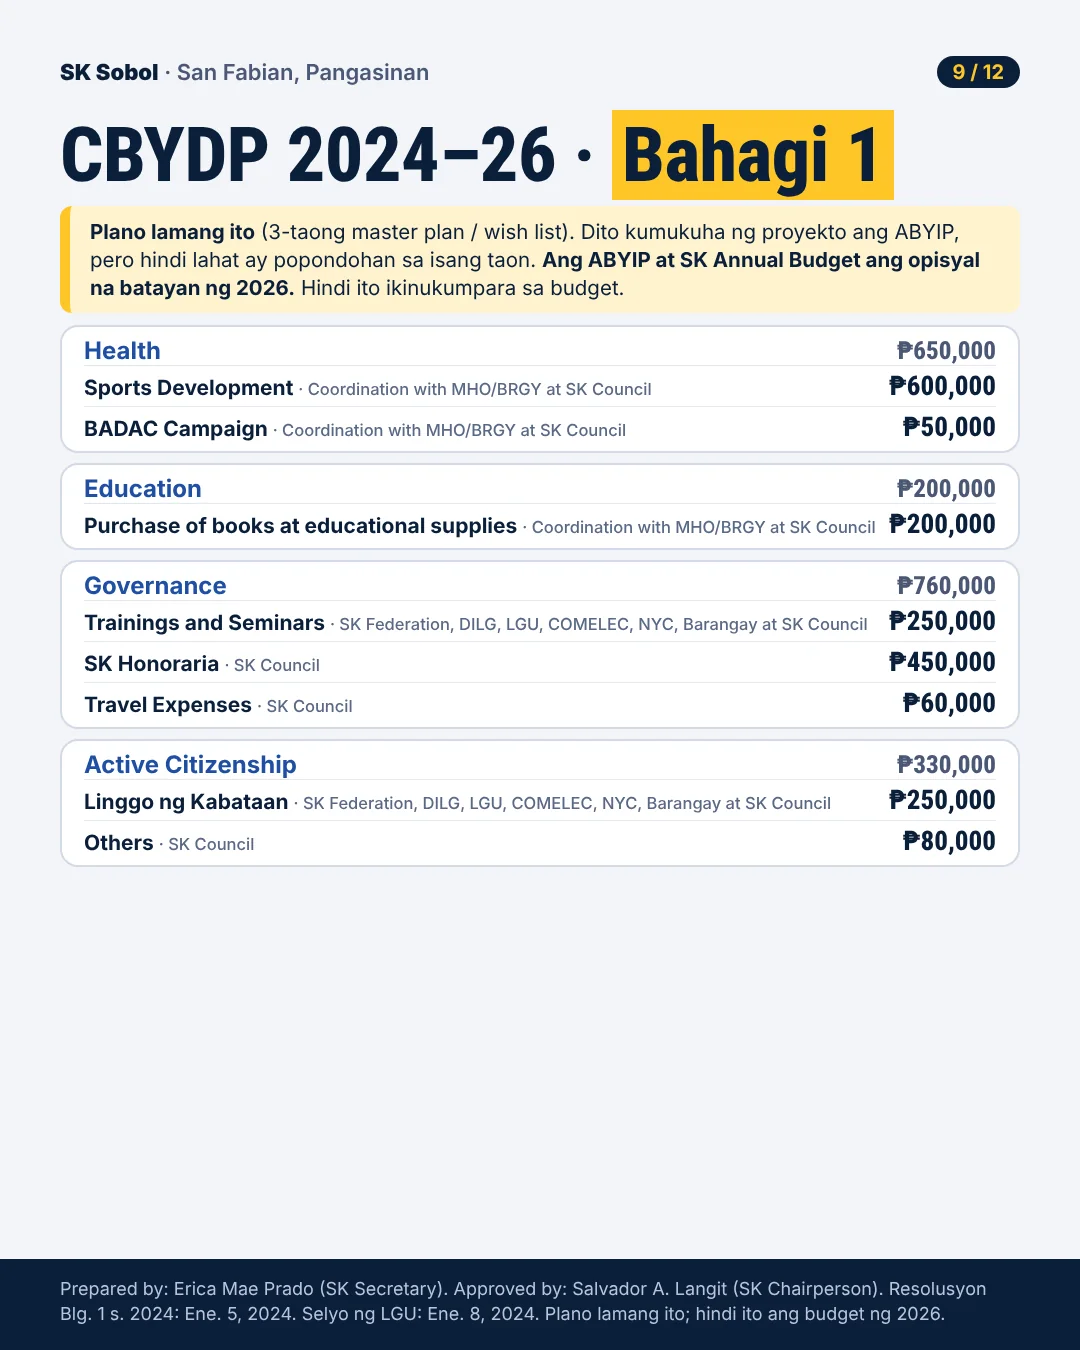 SK Sobol · San Fabian, Pangasinan 9 / 12
CBYDP 2024–26 · Bahagi 1
Plano lamang ito (3-taong master plan / wish list). Dito kumukuha ng proyekto ang ABYIP,
pero hindi lahat ay popondohan sa isang taon. Ang ABYIP at SK Annual Budget ang opisyal
na batayan ng 2026. Hindi ito ikinukumpara sa budget.
Health ₱650,000
Sports Development · Coordination with MHO/BRGY at SK Council ₱600,000
BADAC Campaign · Coordination with MHO/BRGY at SK Council ₱50,000
Education ₱200,000
Purchase of books at educational supplies · Coordination with MHO/BRGY at SK Council ₱200,000
Governance ₱760,000
Trainings and Seminars · SK Federation, DILG, LGU, COMELEC, NYC, Barangay at SK Council ₱250,000
SK Honoraria · SK Council ₱450,000
Travel Expenses · SK Council ₱60,000
Active Citizenship ₱330,000
Linggo ng Kabataan · SK Federation, DILG, LGU, COMELEC, NYC, Barangay at SK Council ₱250,000
Others · SK Council ₱80,000
Prepared by: Erica Mae Prado (SK Secretary). Approved by: Salvador A. Langit (SK Chairperson). Resolusyon
Blg. 1 s. 2024: Ene. 5, 2024. Selyo ng LGU: Ene. 8, 2024. Plano lamang ito; hindi ito ang budget ng 2026.